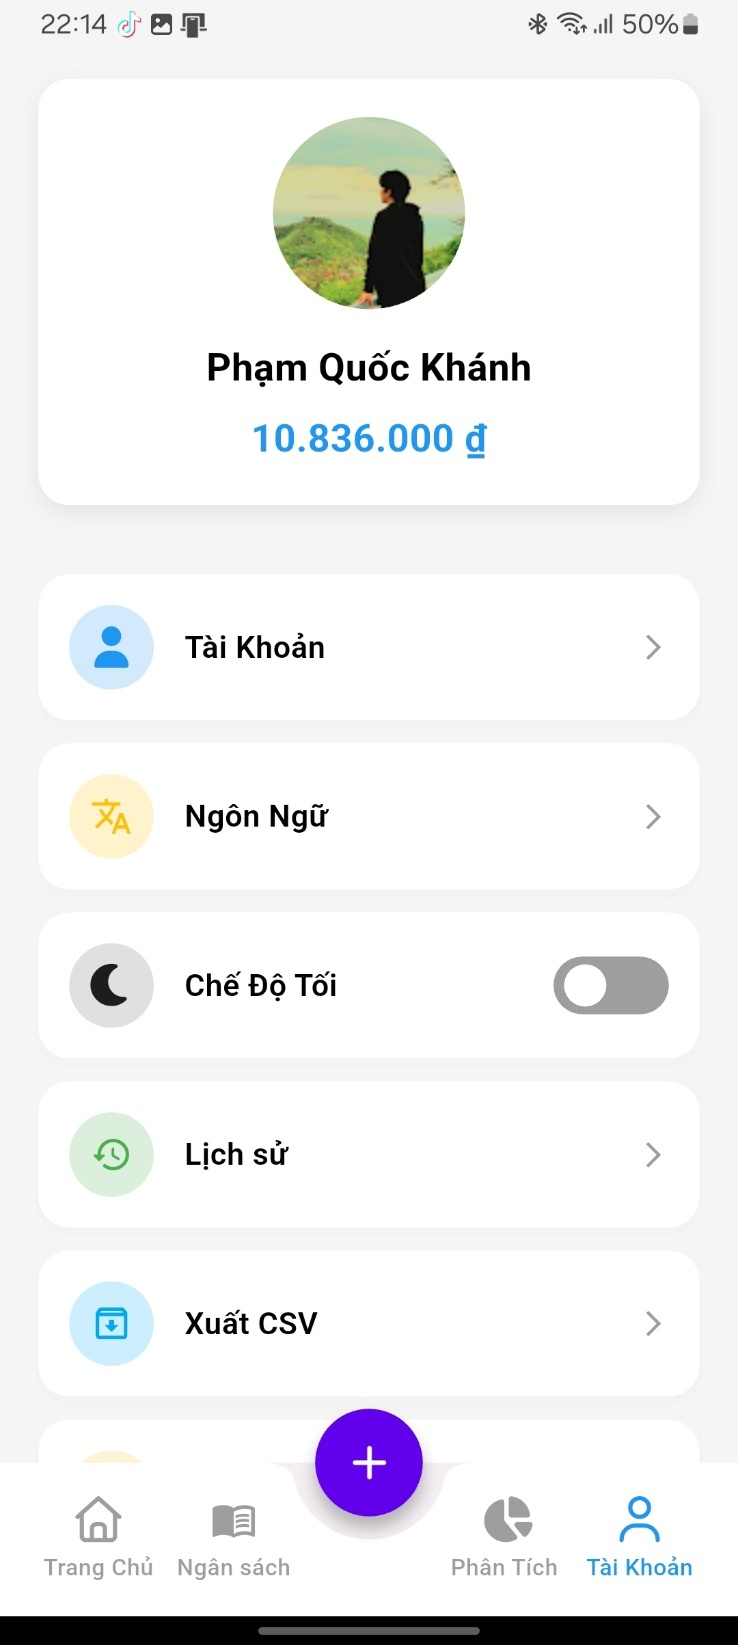 22:14 50%
Phạm Quốc Khánh
10.836.000 ₫
Tài Khoản
Ngôn Ngữ
Chế Độ Tối
Lịch sử
Xuất CSV
Trang Chủ Ngân sách Phân Tích Tài Khoản